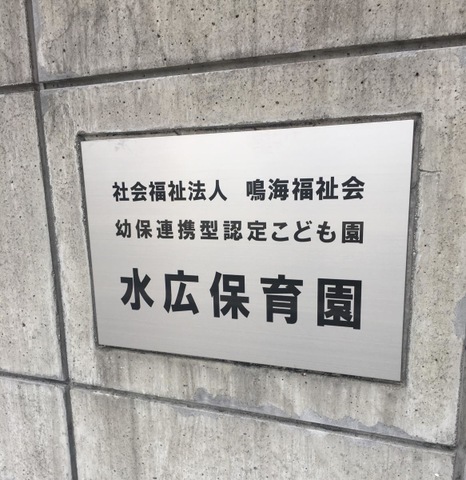 社会福祉法人　鳴海福祉会
幼保連携型認定こども園
水広保育園